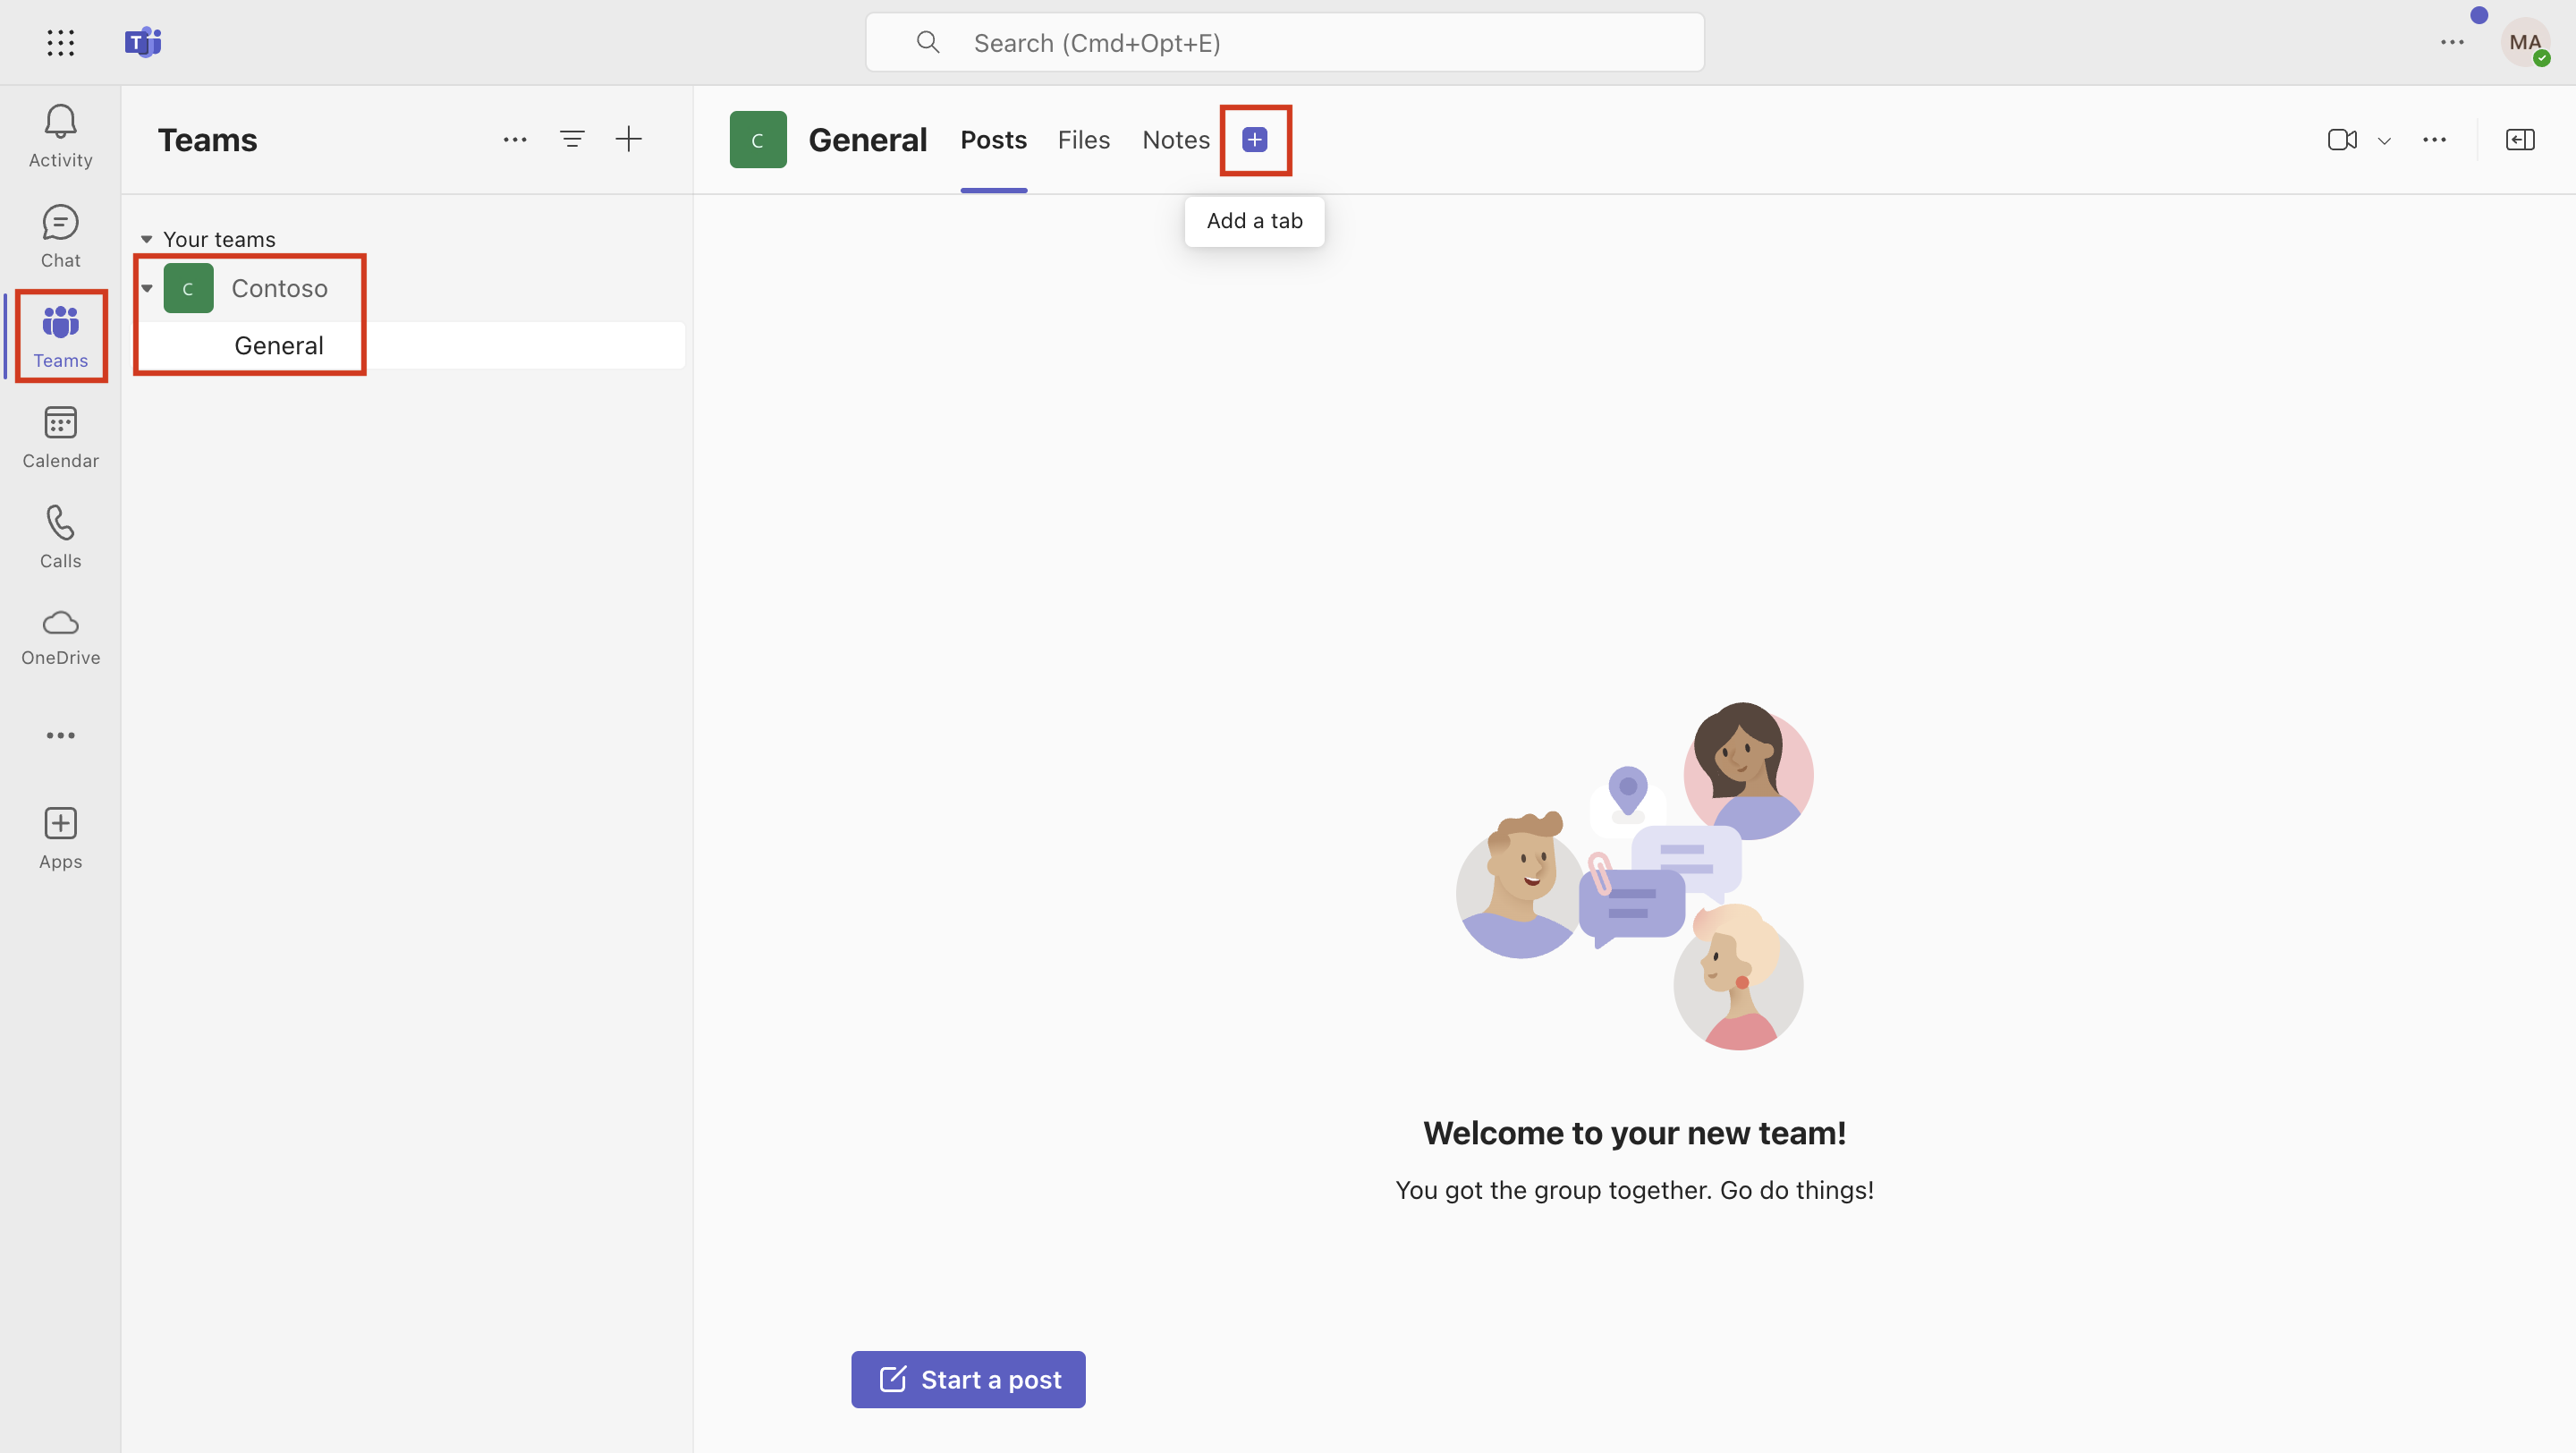 T
Search (Cmd+Opt+E)
MA
Activity
Chat
Teams
Calendar
Calls
OneDrive
Apps
Teams
Your teams
C
Contoso
General
C
General
Posts
Files
Notes
Add a tab
Welcome to your new team!
You got the group together. Go do things!
Start a post